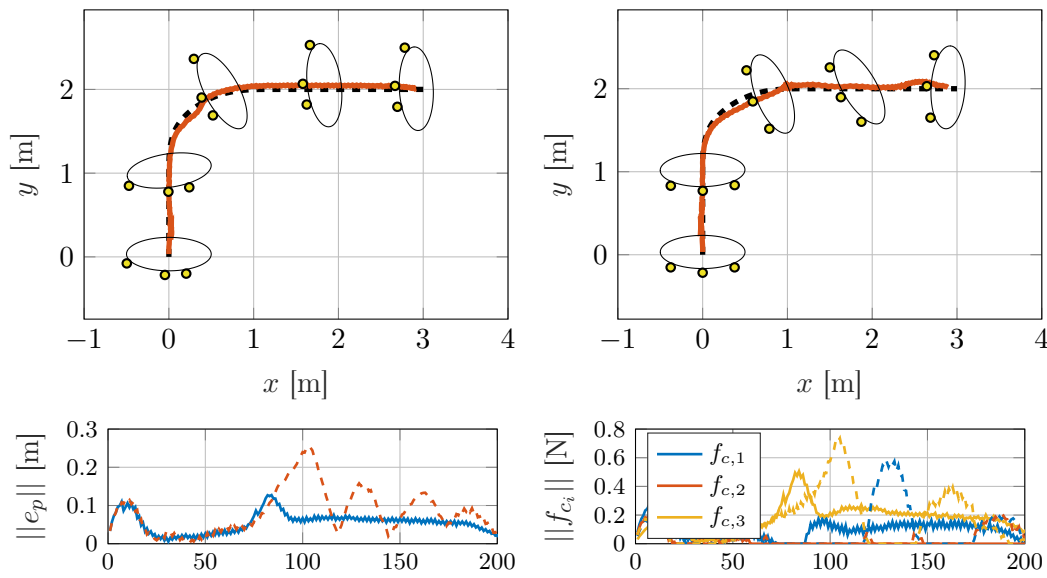 2
1
0
y [m]
−1 0 1 2 3 4
x [m]
2
1
0
y [m]
−1 0 1 2 3 4
x [m]
0.3
0.2
0.1
0
||e_p|| [m]
0 50 100 150 200
0.8
0.6
0.4
0.2
0
||f_{c_i}|| [N]
f_{c,1}
f_{c,2}
f_{c,3}
0 50 100 150 200